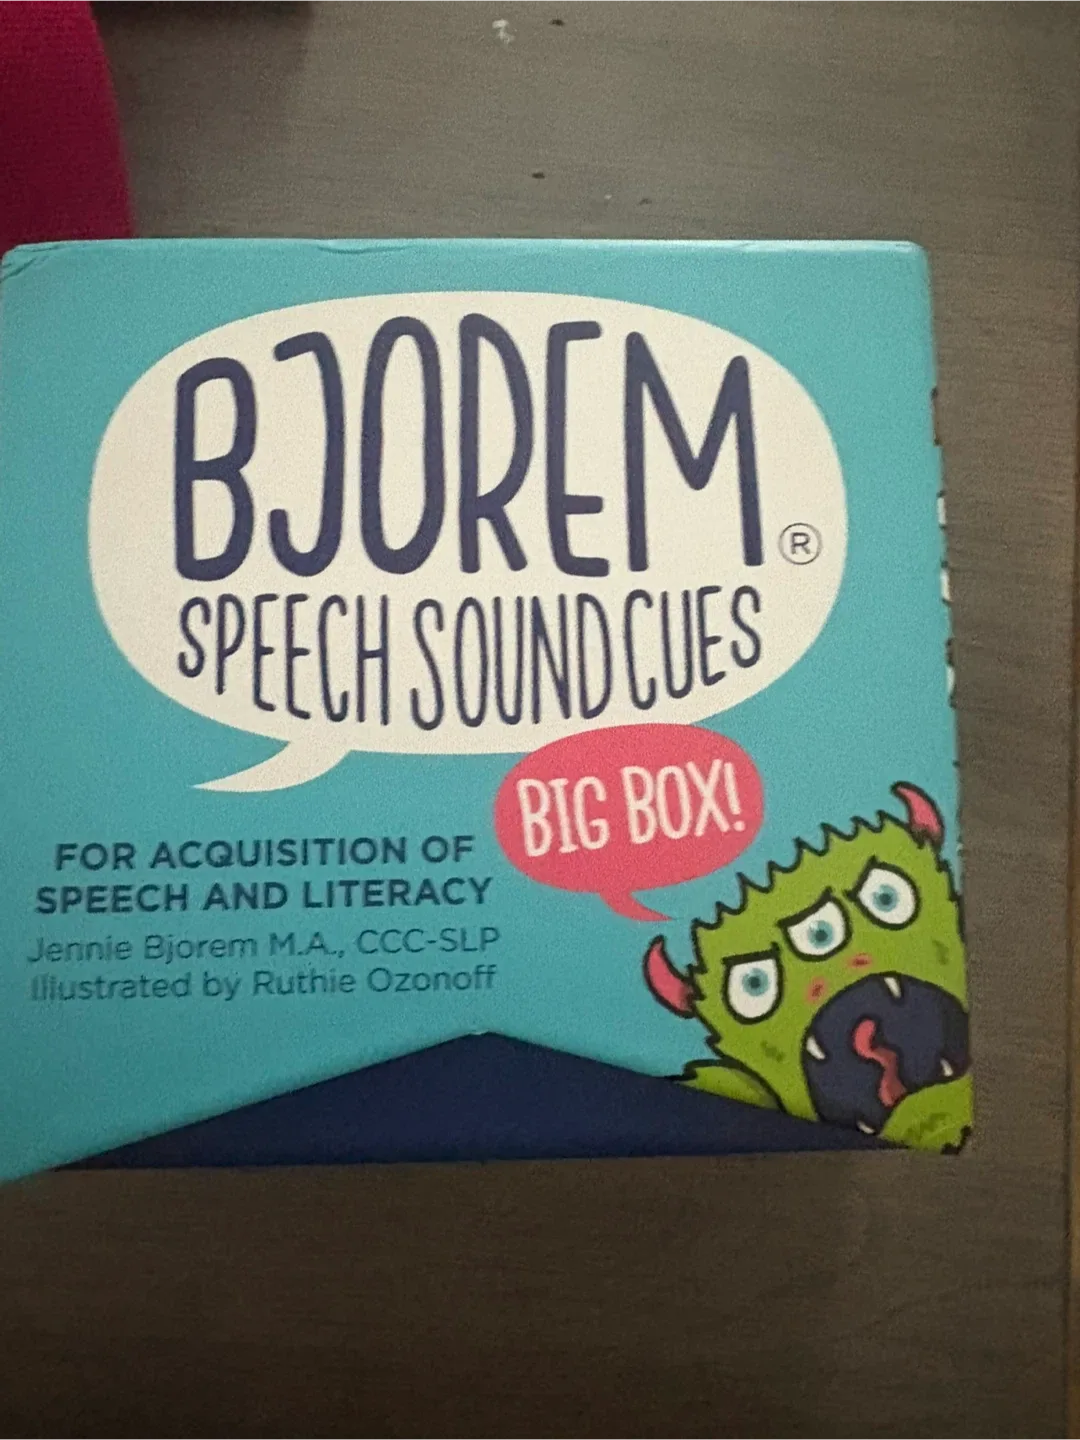 BJOREM®
SPEECH SOUND CUES
BIG BOX!
FOR ACQUISITION OF
SPEECH AND LITERACY
Jennie Bjorem M.A., CCC-SLP
Illustrated by Ruthie Ozonoff